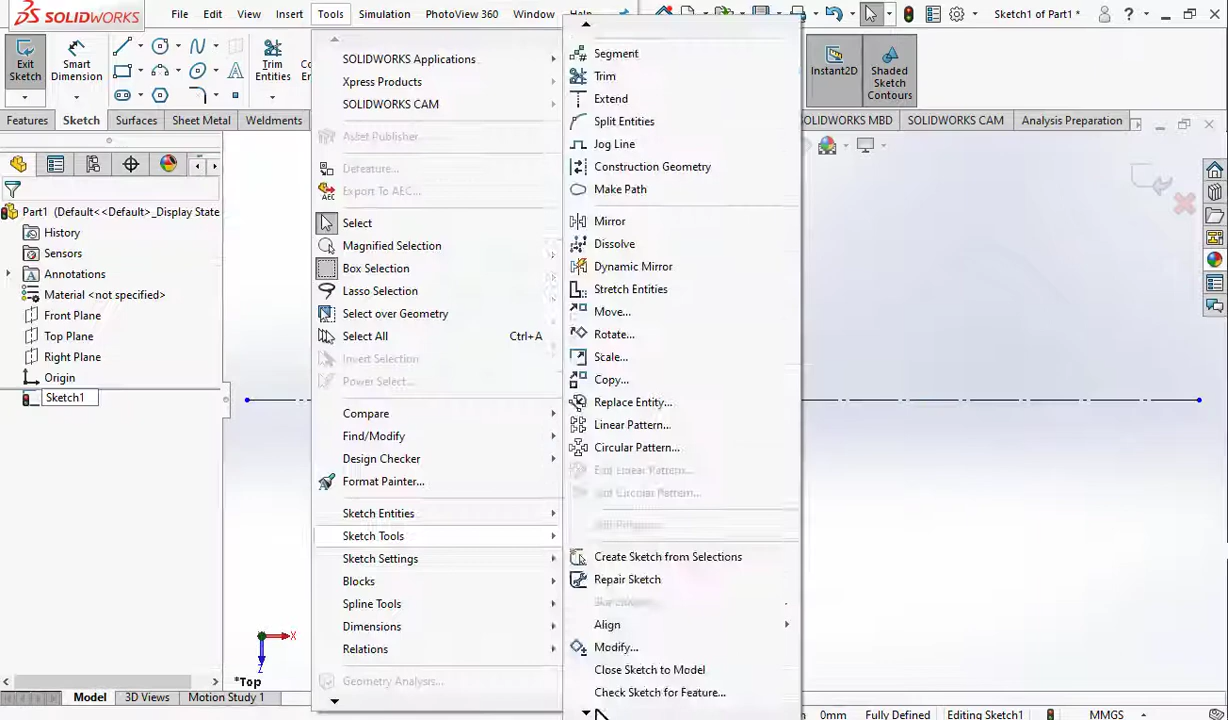 SOLIDWORKS File Edit View Insert Tools Simulation PhotoView 360 Window Sketch1 of Part1 *
Exit Sketch
Smart Dimension
Trim Entities
Instant2D
Shaded Sketch Contours
Features Sketch Surfaces Sheet Metal Weldments SOLIDWORKS CAM Analysis Preparation
Part1 (Default<<Default>_Display State
History
Sensors
Annotations
Material <not specified>
Front Plane
Top Plane
Right Plane
Origin
Sketch1
SOLIDWORKS Applications
Xpress Products
SOLIDWORKS CAM
Asset Publisher
Defeature...
Export To AEC...
Select
Magnified Selection
Box Selection
Lasso Selection
Select over Geometry
Select All Ctrl+A
Invert Selection
Power Select...
Compare
Find/Modify
Design Checker
Format Painter...
Sketch Entities
Sketch Tools
Sketch Settings
Blocks
Spline Tools
Dimensions
Relations
Geometry Analysis...
Segment
Trim
Extend
Split Entities
Jog Line
Construction Geometry
Make Path
Mirror
Dissolve
Dynamic Mirror
Stretch Entities
Move...
Rotate...
Scale...
Copy...
Replace Entity...
Linear Pattern...
Circular Pattern...
Edit Linear Pattern...
Edit Circular Pattern...
Create Sketch from Selections
Repair Sketch
Align
Modify...
Close Sketch to Model
Check Sketch for Feature...
X
Z
*Top
Model 3D Views Motion Study 1
0mm Fully Defined Editing Sketch1 MMGS